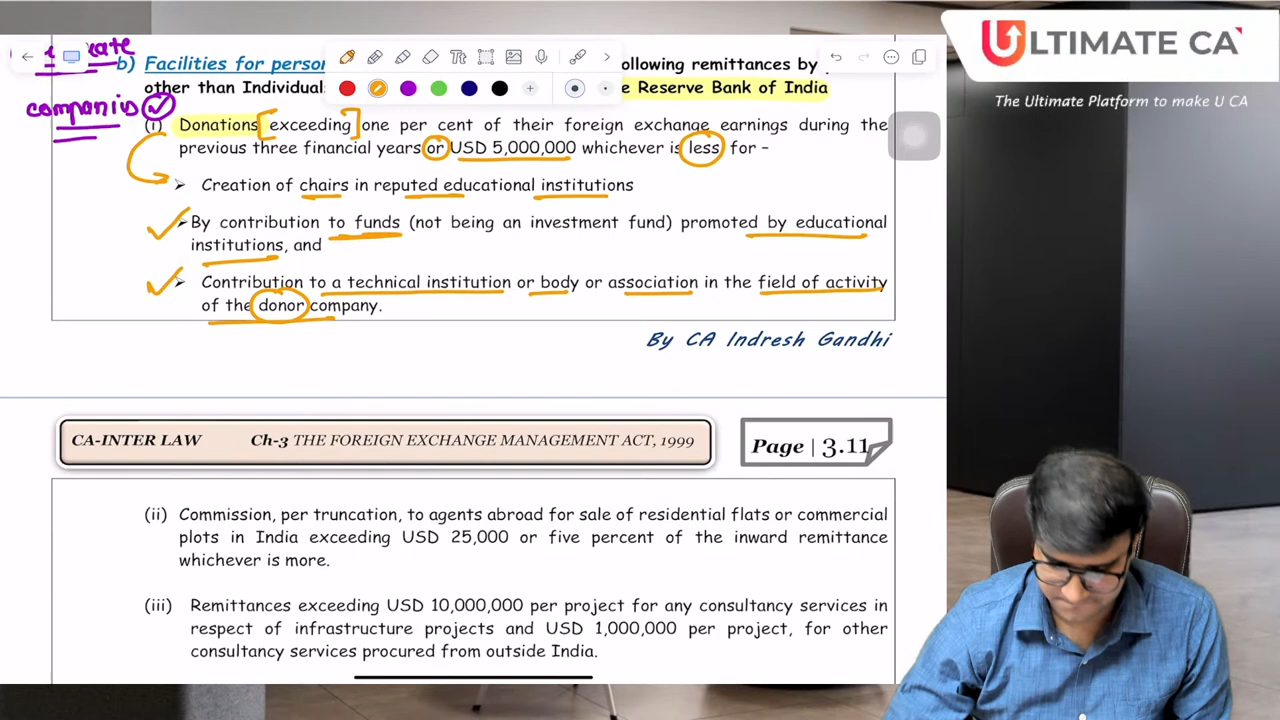 ULTIMATE CA
The Ultimate Platform to make U CA
companis
b) Facilities for person
following remittances by
other than Individual
e Reserve Bank of India
(i) Donations exceeding one per cent of their foreign exchange earnings during the
previous three financial years or USD 5,000,000 whichever is less for –
➢ Creation of chairs in reputed educational institutions
➢ By contribution to funds (not being an investment fund) promoted by educational
institutions, and
➢ Contribution to a technical institution or body or association in the field of activity
of the donor company.
By CA Indresh Gandhi
CA-INTER LAW Ch-3 THE FOREIGN EXCHANGE MANAGEMENT ACT, 1999
Page | 3.11
(ii) Commission, per truncation, to agents abroad for sale of residential flats or commercial
plots in India exceeding USD 25,000 or five percent of the inward remittance
whichever is more.
(iii) Remittances exceeding USD 10,000,000 per project for any consultancy services in
respect of infrastructure projects and USD 1,000,000 per project, for other
consultancy services procured from outside India.